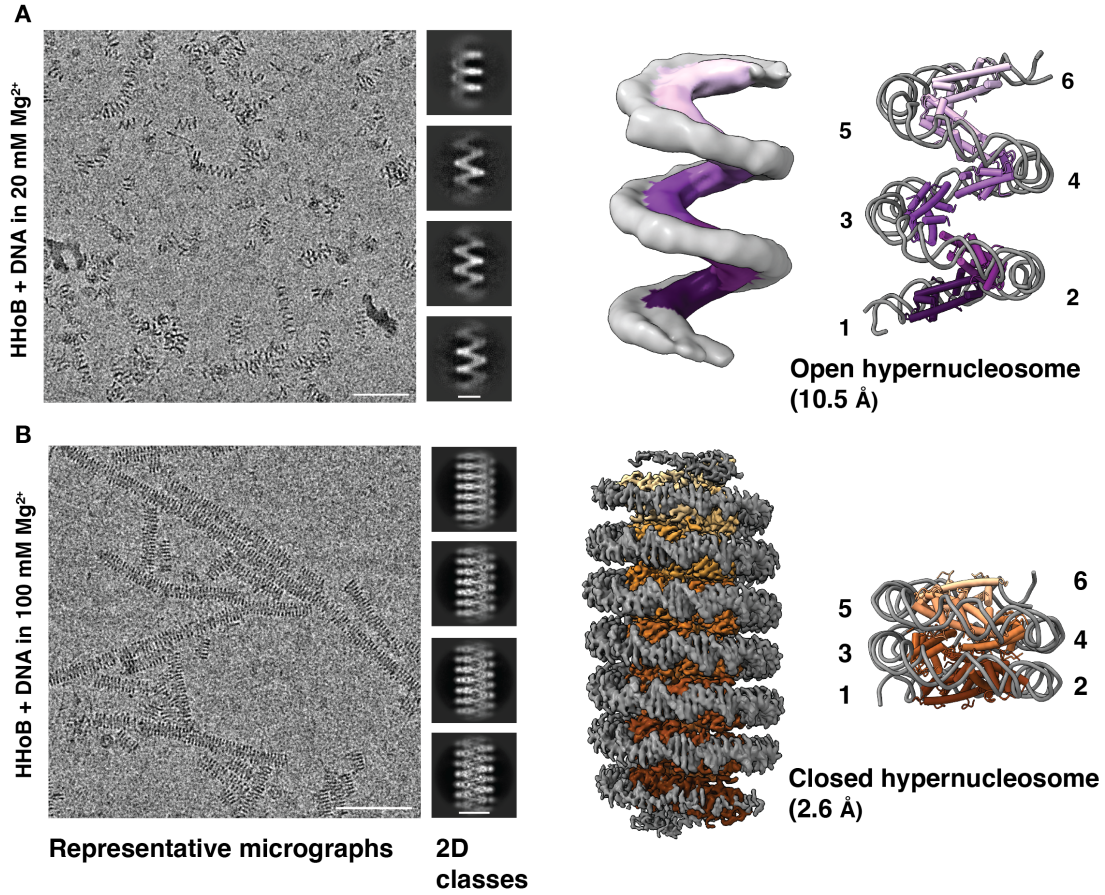 A
HHoB + DNA in 20 mM Mg²⁺
6
5
4
3
2
1
Open hypernucleosome
(10.5 Å)
B
HHoB + DNA in 100 mM Mg²⁺
6
5
4
3
2
1
Closed hypernucleosome
(2.6 Å)
Representative micrographs
2D
classes